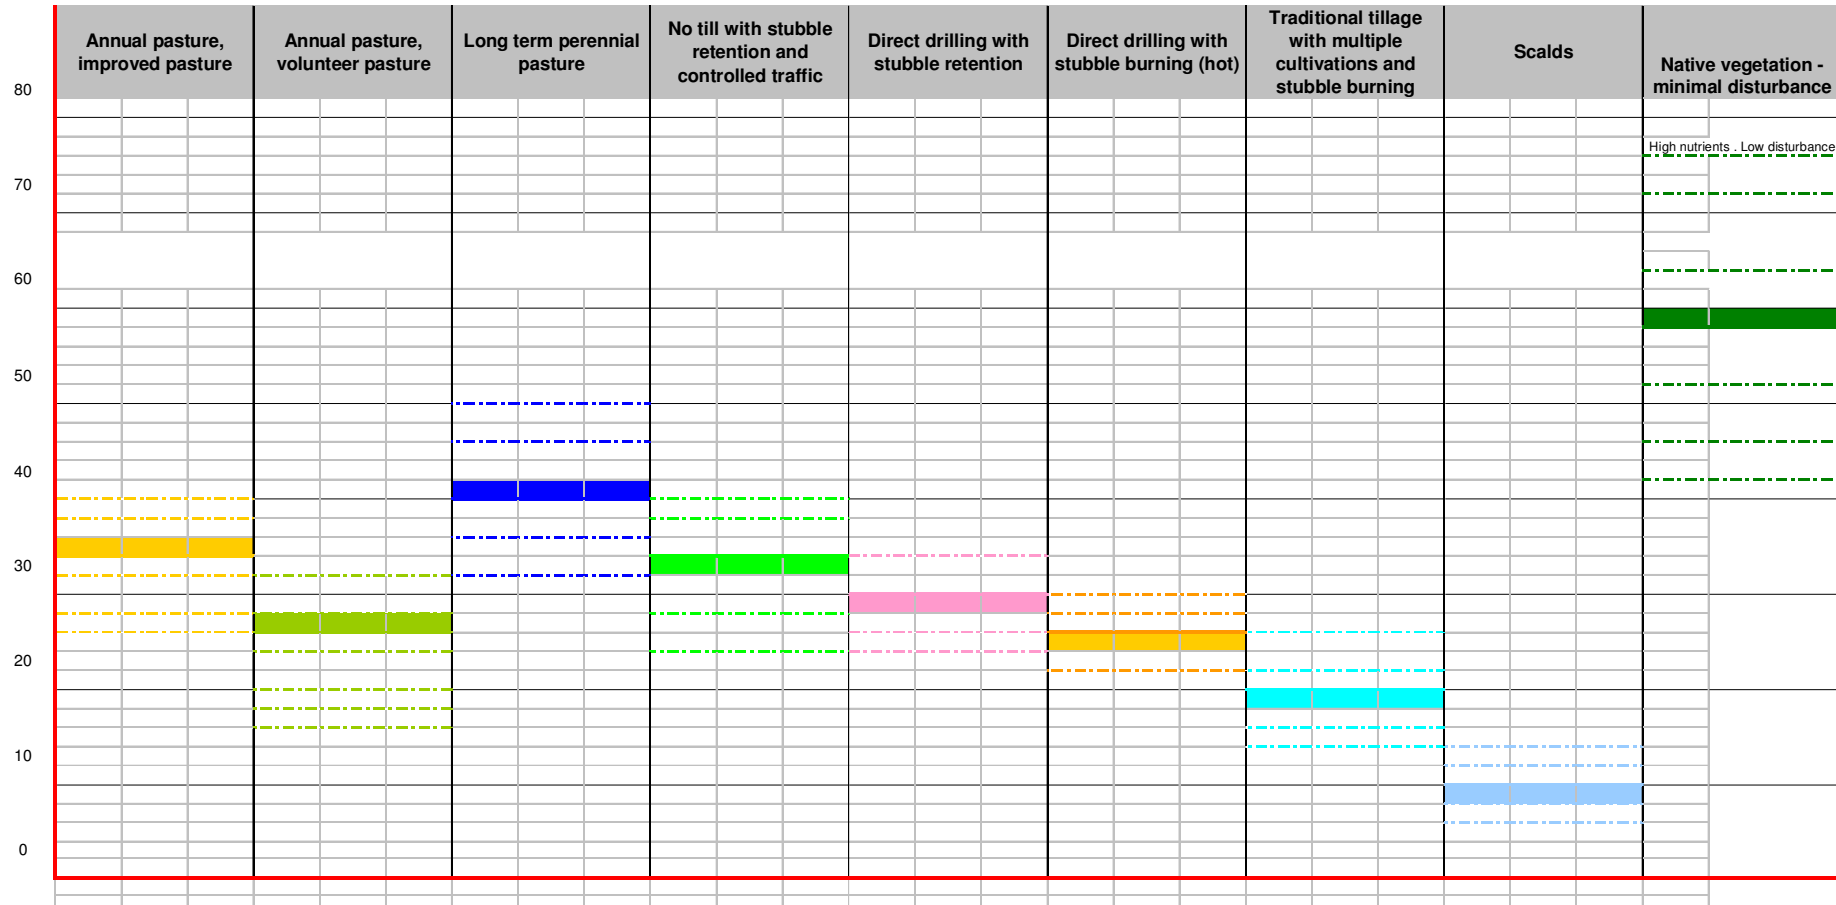 Annual pasture,
improved pasture
Annual pasture,
volunteer pasture
Long term perennial
pasture
No till with stubble
retention and
controlled traffic
Direct drilling with
stubble retention
Direct drilling with
stubble burning (hot)
Traditional tillage
with multiple
cultivations and
stubble burning
Scalds
Native vegetation -
minimal disturbance
80
High nutrients . Low disturbance
70
60
50
40
30
20
10
0